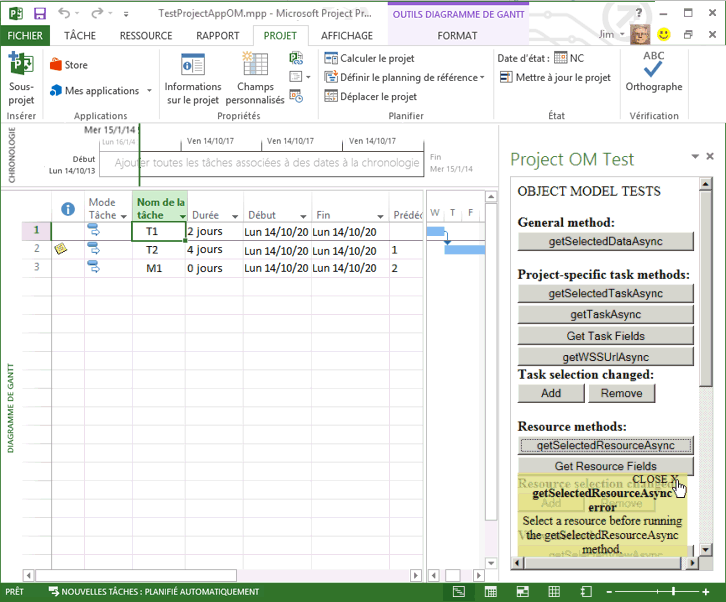 TestProjectAppOM.mpp - Microsoft Project Pr...
OUTILS DIAGRAMME DE GANTT
FICHIER TÂCHE RESSOURCE RAPPORT PROJET AFFICHAGE FORMAT Jim
Sous-
projet
Insérer
Store
Mes applications
Applications
Informations
sur le projet
Champs
personnalisés
Propriétés
Calculer le projet
Définir le planning de référence
Déplacer le projet
Planifier
Date d'état : NC
Mettre à jour le projet
État
ABC
Orthographe
Vérification
CHRONOLOGIE
Mer 15/1/14
Lun 16/1/4
Ven 14/10/17
Ven 14/10/17
Ven 14/10/17
Début
Lun 14/10/13
Ajouter toutes les tâches associées à des dates à la chronologie
Fin
Mer 15/1/14
DIAGRAMME DE GANTT
Mode
Tâche
Nom de la
tâche
Durée
Début
Fin
Prédéc
W T F
1 T1 2 jours Lun 14/10/20 Lun 14/10/20
2 T2 4 jours Lun 14/10/20 Lun 14/10/20 1
3 M1 0 jours Lun 14/10/20 Lun 14/10/20 2
Project OM Test
OBJECT MODEL TESTS
General method:
getSelectedDataAsync
Project-specific task methods:
getSelectedTaskAsync
getTaskAsync
Get Task Fields
getWSSUrlAsync
Task selection changed:
Add Remove
Resource methods:
getSelectedResourceAsync
Get Resource Fields
CLOSE X
Resource selection changed:
getSelectedResourceAsync
error
Add Remove
Select a resource before running
the getSelectedResourceAsync
method.
PRÊT NOUVELLES TÂCHES : PLANIFIÉ AUTOMATIQUEMENT